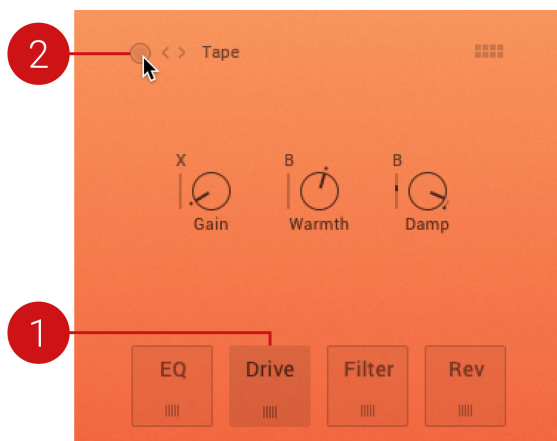 2
< > Tape
X B B
Gain Warmth Damp
1
EQ Drive Filter Rev